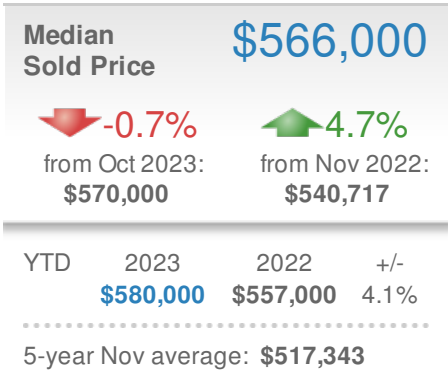 Median $566,000
Sold Price
-0.7% 4.7%
from Oct 2023: from Nov 2022:
$570,000 $540,717
YTD 2023 2022 +/-
$580,000 $557,000 4.1%
5-year Nov average: $517,343